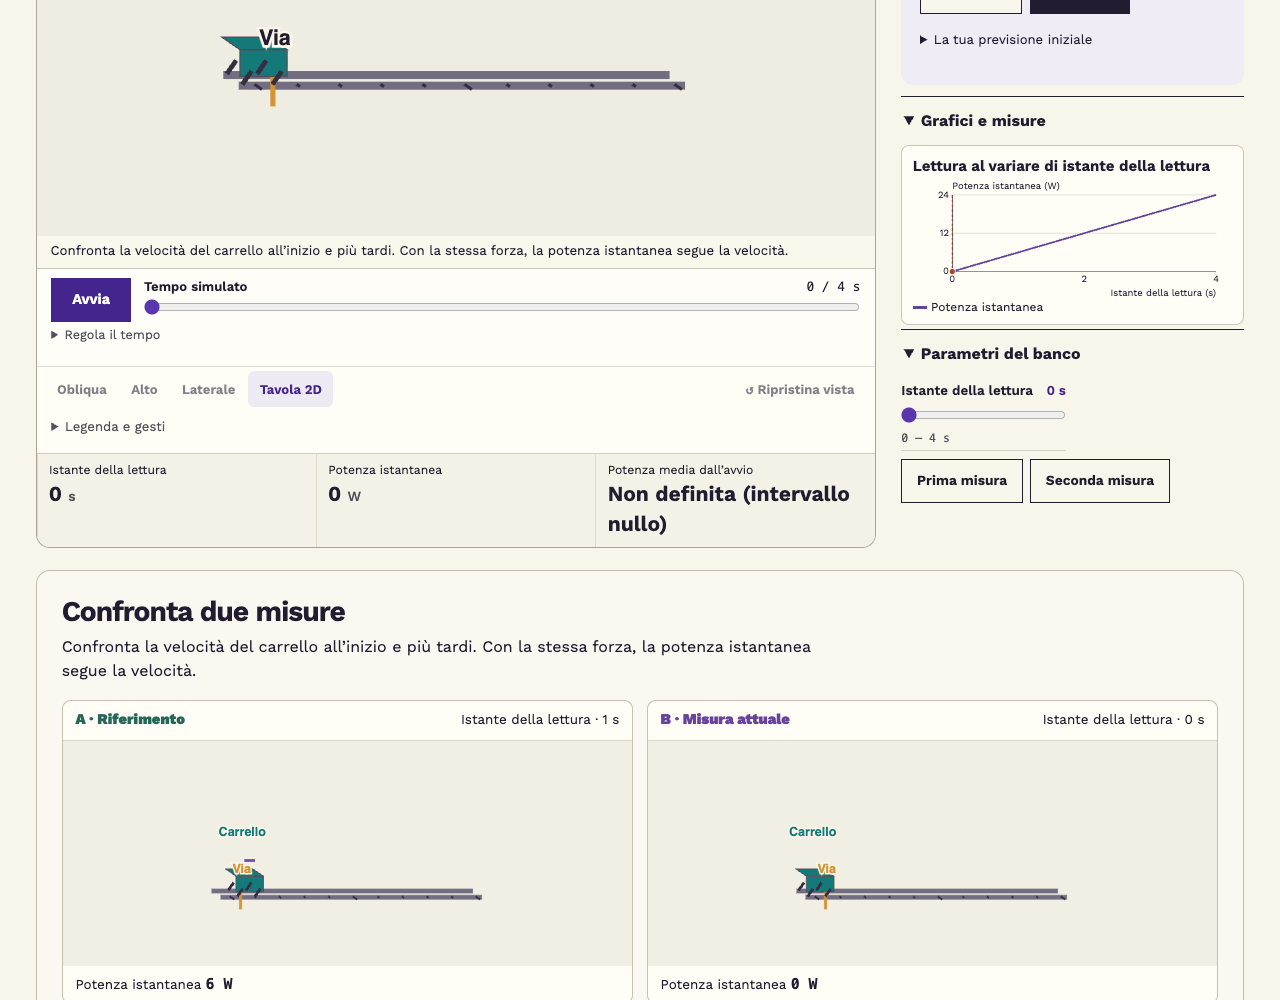 Via
Confronta la velocità del carrello all’inizio e più tardi. Con la stessa forza, la potenza istantanea segue la velocità.
Avvia
Tempo simulato
0 / 4 s
▶ Regola il tempo
Obliqua
Alto
Laterale
Tavola 2D
↺ Ripristina vista
▶ Legenda e gesti
Istante della lettura
0 s
Potenza istantanea
0 W
Potenza media dall’avvio
Non definita (intervallo
nullo)
▶ La tua previsione iniziale
▼ Grafici e misure
Lettura al variare di istante della lettura
Potenza istantanea (W)
24
12
0
0
2
4
Istante della lettura (s)
Potenza istantanea
▼ Parametri del banco
Istante della lettura
0 s
0 — 4 s
Prima misura
Seconda misura
Confronta due misure
Confronta la velocità del carrello all’inizio e più tardi. Con la stessa forza, la potenza istantanea
segue la velocità.
A · Riferimento
Istante della lettura · 1 s
Carrello
Via
Potenza istantanea 6 W
B · Misura attuale
Istante della lettura · 0 s
Carrello
Via
Potenza istantanea 0 W